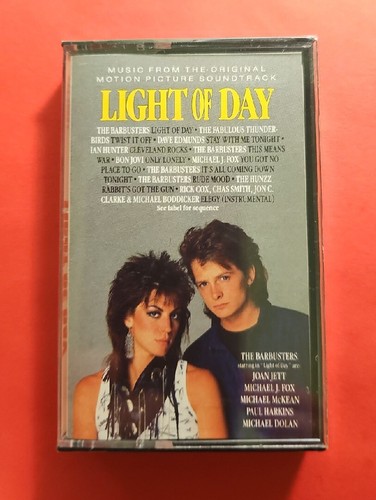 MUSIC FROM THE ORIGINAL
MOTION PICTURE SOUNDTRACK
LIGHT OF DAY
THE BARBUSTERS LIGHT OF DAY • THE FABULOUS THUNDER-
BIRDS TWIST IT OFF • DAVE EDMUNDS STAY WITH ME TONIGHT •
IAN HUNTER CLEVELAND ROCKS • THE BARBUSTERS THIS MEANS
WAR • BON JOVI ONLY LONELY • MICHAEL J. FOX YOU GOT NO
PLACE TO GO • THE BARBUSTERS IT'S ALL COMING DOWN
TONIGHT • THE BARBUSTERS RUDE MOOD • THE HUNZZ
RABBIT'S GOT THE GUN • RICK COX, CHAS SMITH, JON C.
CLARKE & MICHAEL BODDICKER ELEGY (INSTRUMENTAL)
See label for sequence
THE BARBUSTERS
starring in "Light of Day" are:
JOAN JETT
MICHAEL J. FOX
MICHAEL McKEAN
PAUL HARKINS
MICHAEL DOLAN